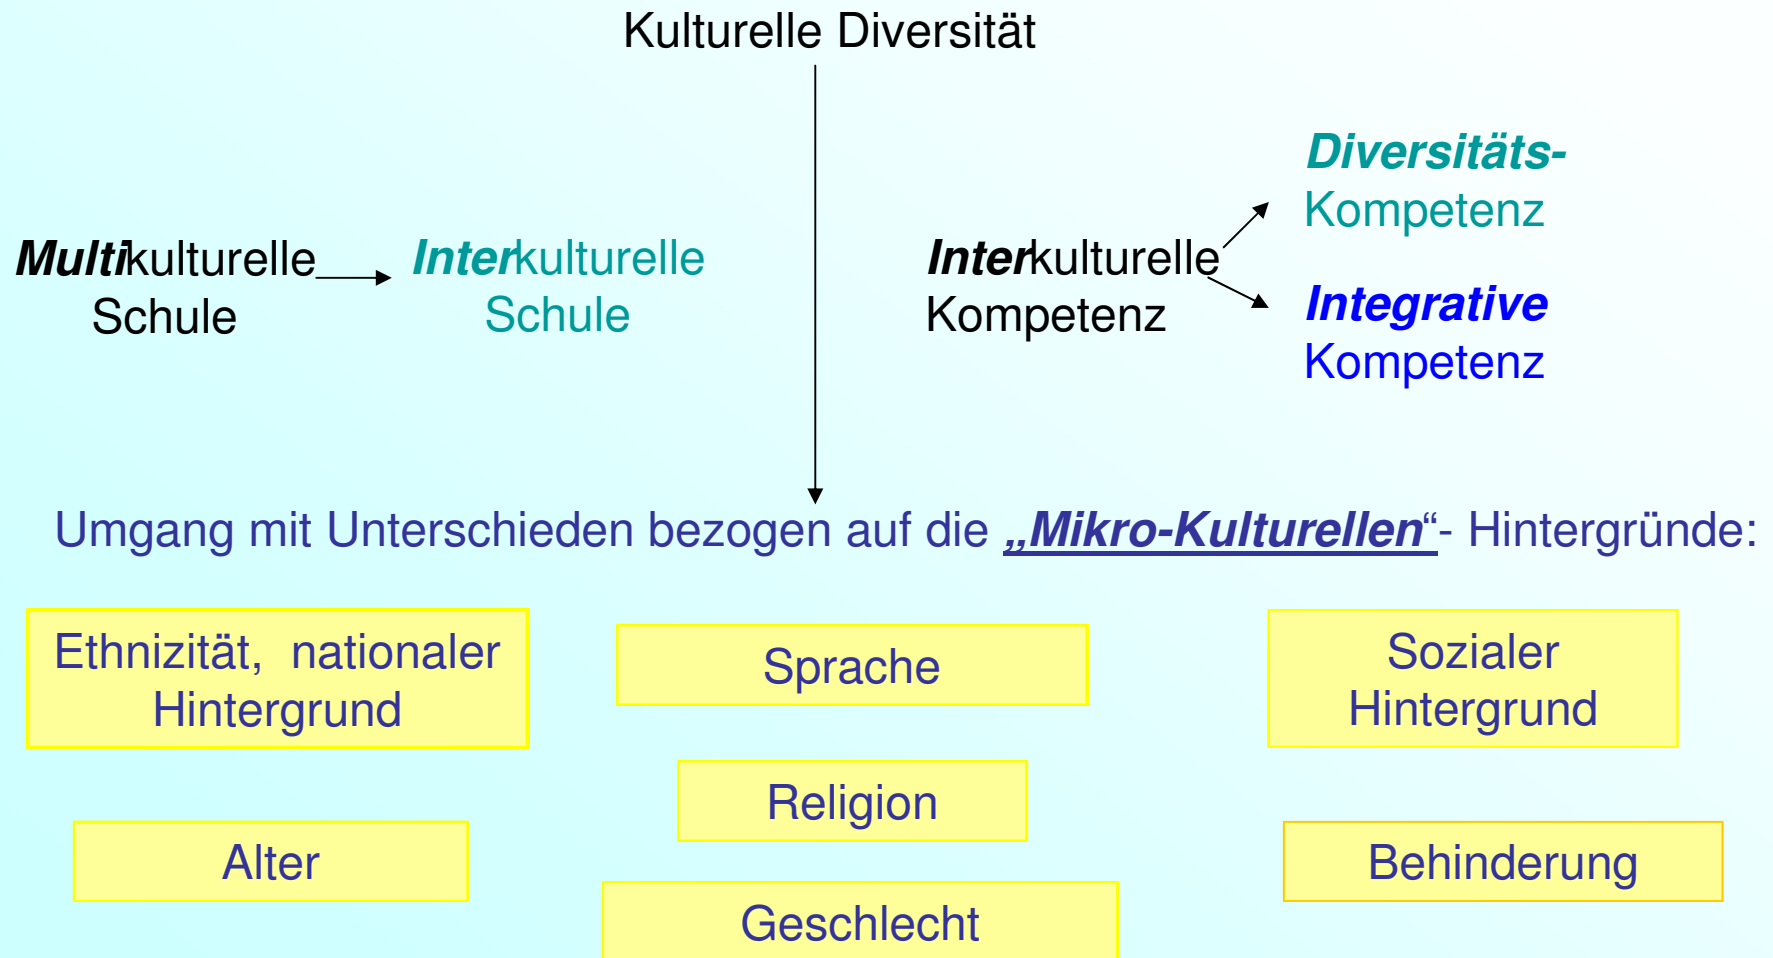 Kulturelle Diversität
Multikulturelle
Schule
Interkulturelle
Schule
Interkulturelle
Kompetenz
Diversitäts-
Kompetenz
Integrative
Kompetenz
Umgang mit Unterschieden bezogen auf die „Mikro-Kulturellen“- Hintergründe:
Ethnizität, nationaler
Hintergrund
Sprache
Sozialer
Hintergrund
Religion
Alter
Behinderung
Geschlecht